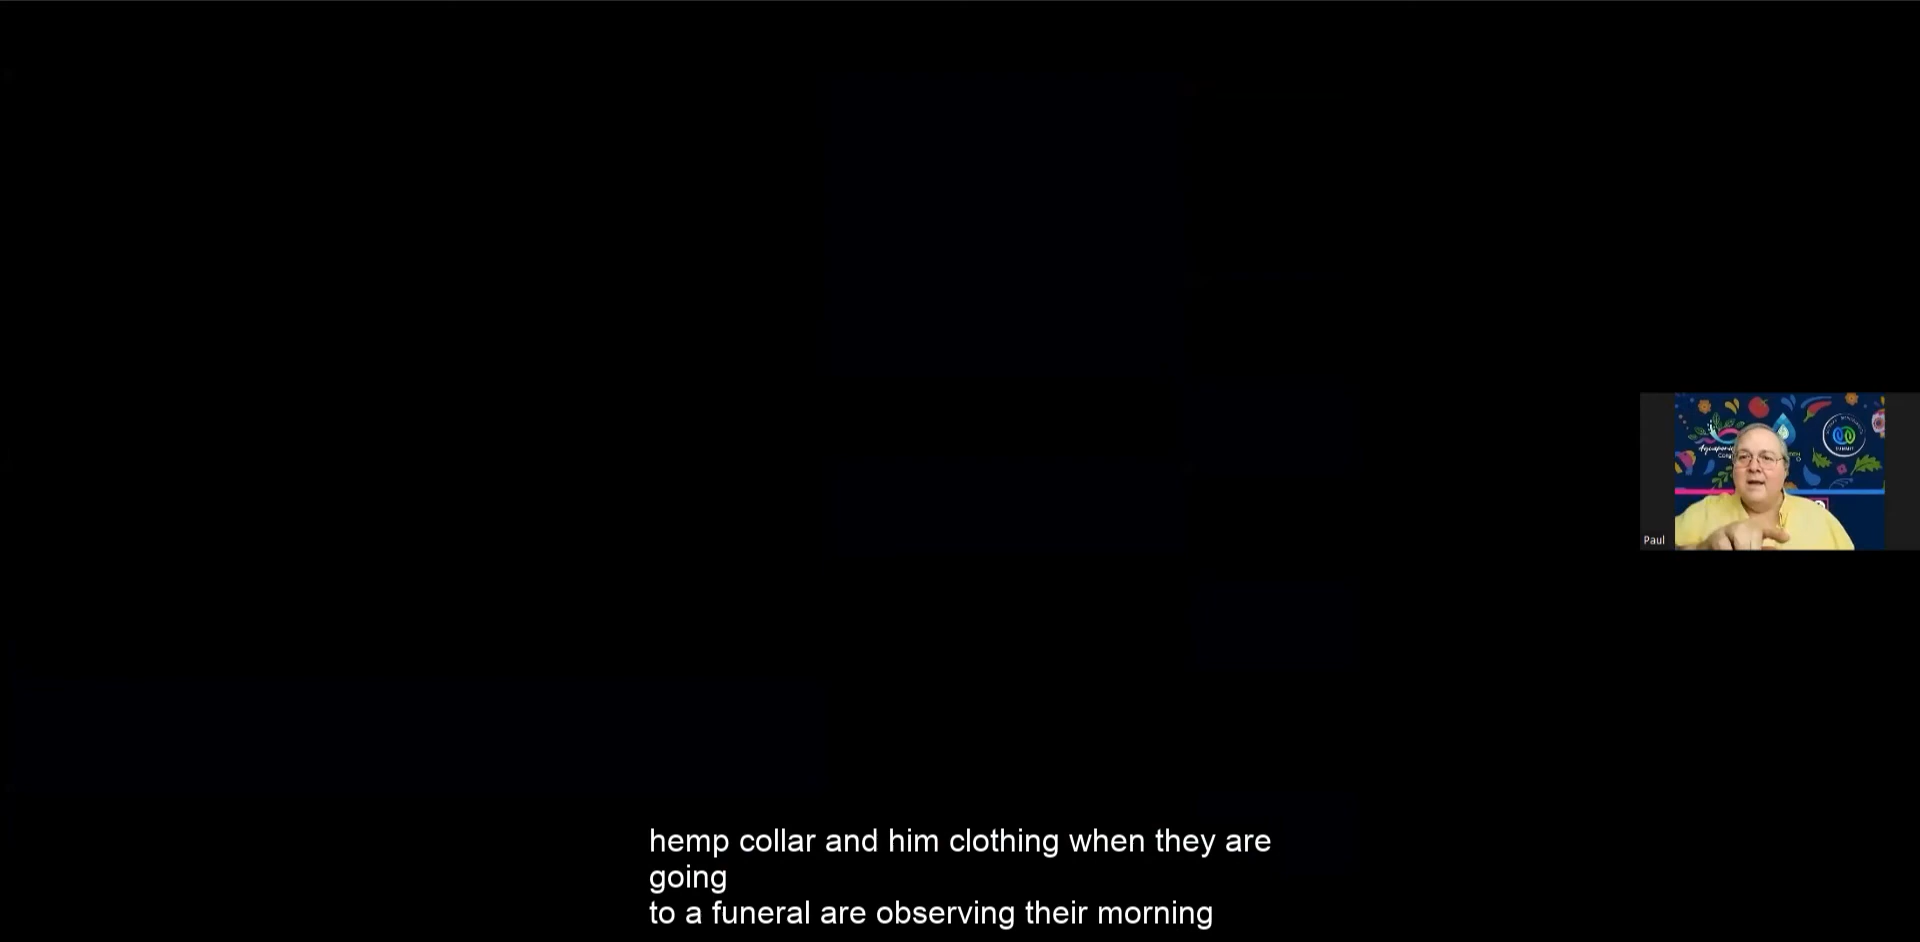 Paul
hemp collar and him clothing when they are
going
to a funeral are observing their morning